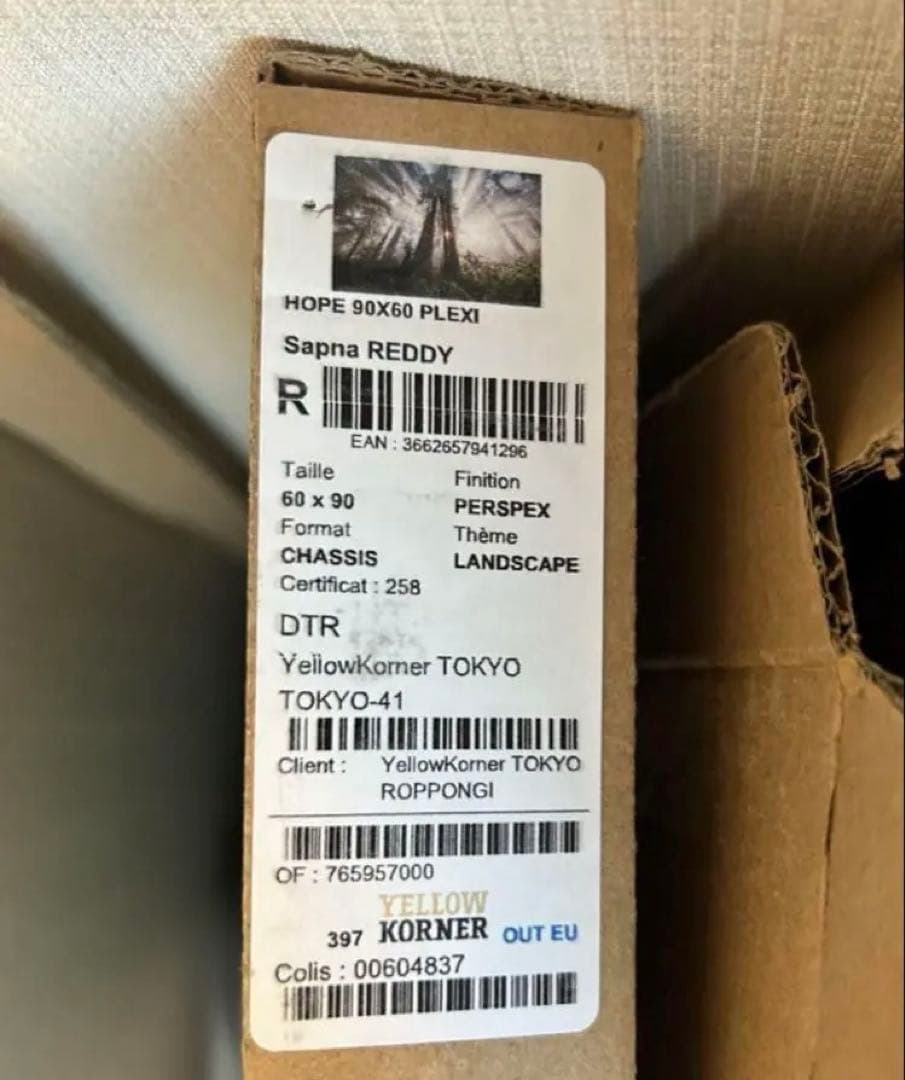 HOPE 90X60 PLEXI
Sapna REDDY
R
EAN : 3662657941296
Taille Finition
60 x 90 PERSPEX
Format Thème
CHASSIS LANDSCAPE
Certificat : 258
DTR
YellowKorner TOKYO
TOKYO-41
Client : YellowKorner TOKYO
ROPPONGI
OF : 765957000
YELLOW
397 KORNER OUT EU
Colis : 00604837